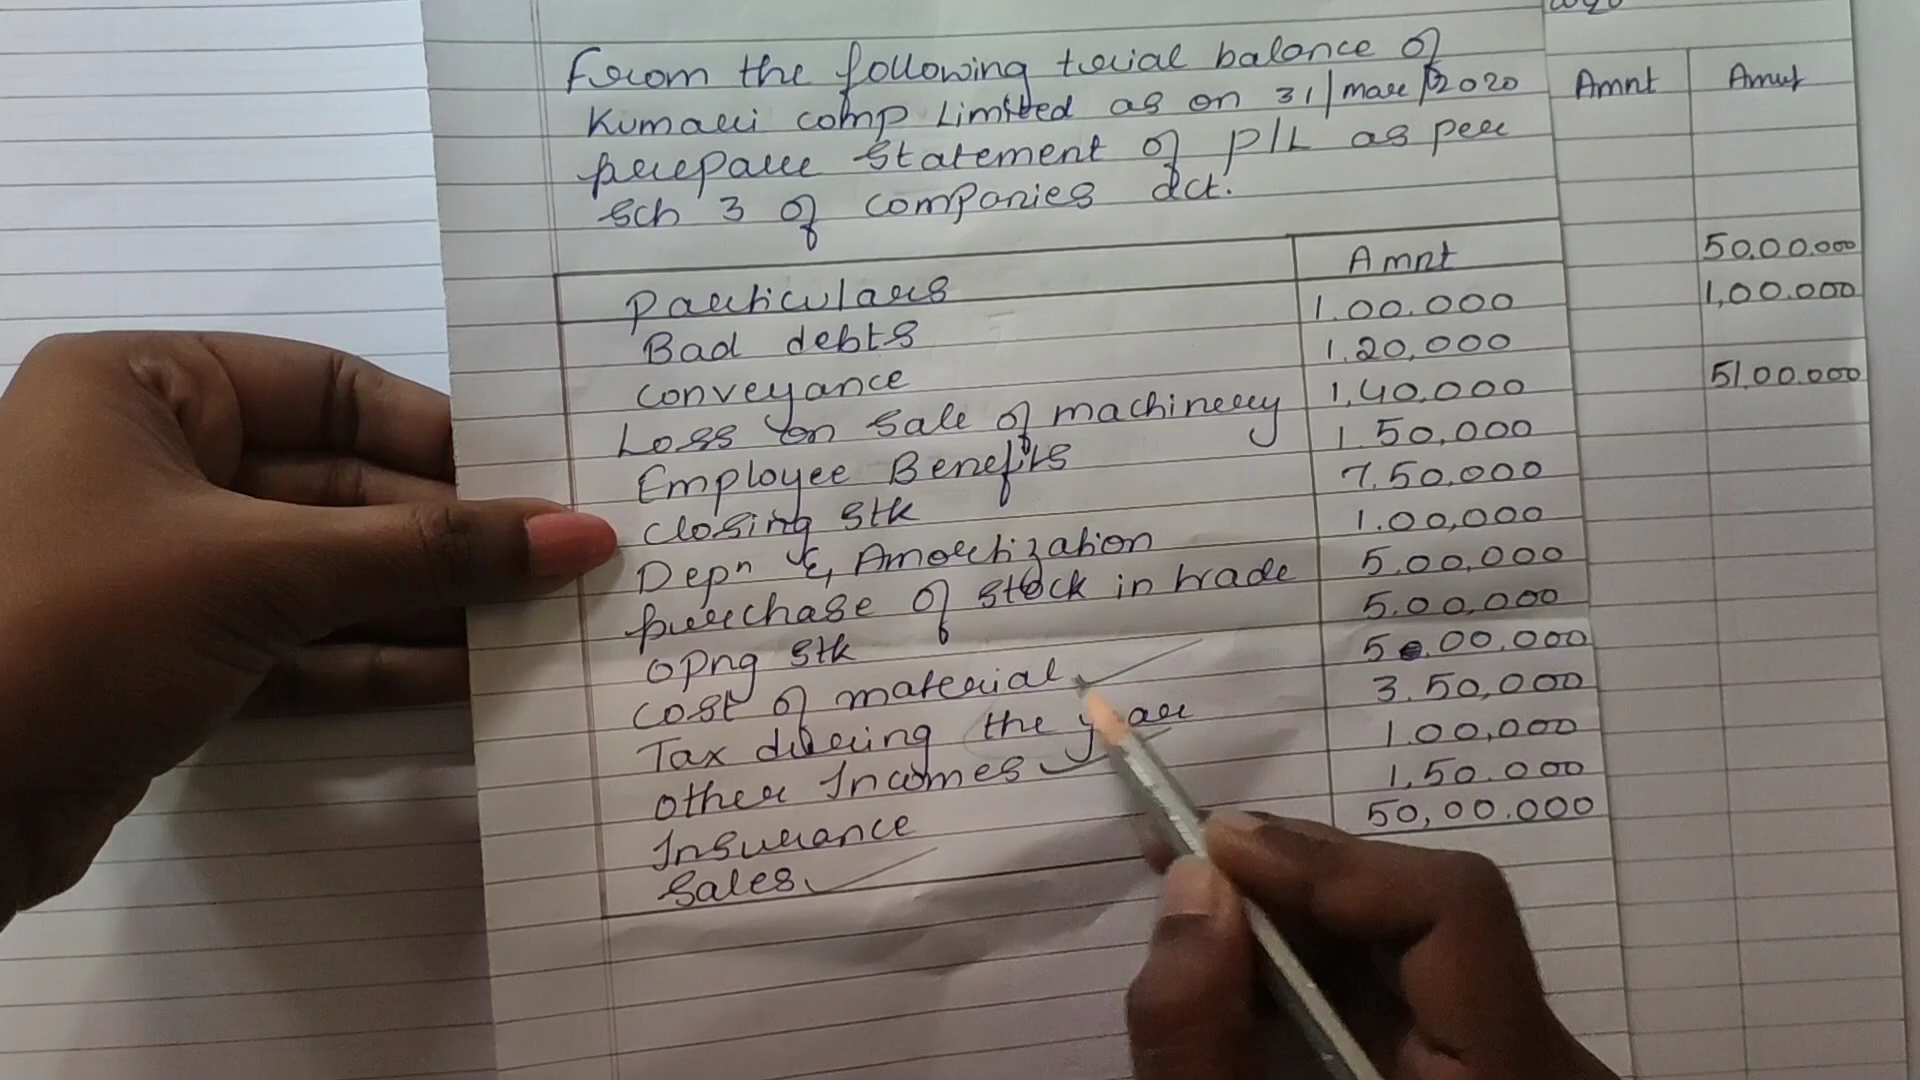 From the following trial balance of
Kumari comp Limited as on 31/mar/2020
prepare statement of P/L as per
Sch 3 of companies Act.
Particulars Amnt
Bad debts 1.00.000
conveyance 1.20,000
Loss on sale of machinery 1,40,000
Employee Benefits 1.50,000
closing stk 7.50,000
Depn & Amortization 1.00,000
purchase of stock in trade 5.00,000
opng stk 5.00,000
cost of material 5.00.000
Tax during the year 3.50,000
other Incomes 1.00,000
Insurance 1,50.000
Sales 50,00.000
Amnt Amnt
50,00.000
1,00.000
51,00.000